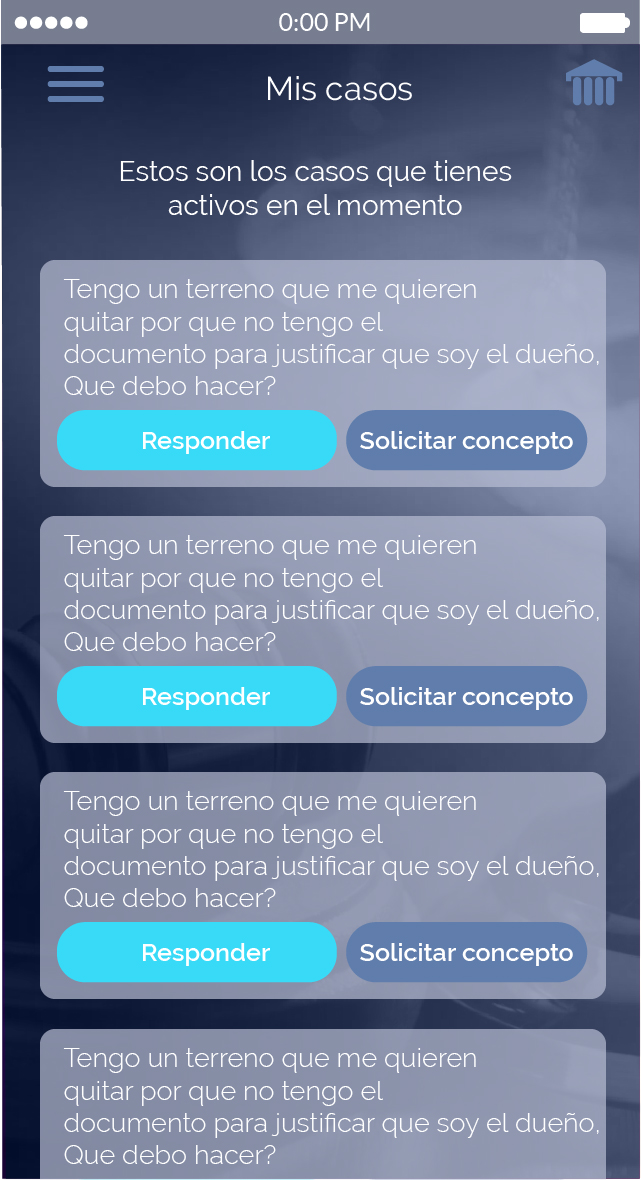 0:00 PM
Mis casos
Estos son los casos que tienes
activos en el momento
Tengo un terreno que me quieren
quitar por que no tengo el
documento para justificar que soy el dueño,
Que debo hacer?
Responder Solicitar concepto
Tengo un terreno que me quieren
quitar por que no tengo el
documento para justificar que soy el dueño,
Que debo hacer?
Responder Solicitar concepto
Tengo un terreno que me quieren
quitar por que no tengo el
documento para justificar que soy el dueño,
Que debo hacer?
Responder Solicitar concepto
Tengo un terreno que me quieren
quitar por que no tengo el
documento para justificar que soy el dueño,
Que debo hacer?